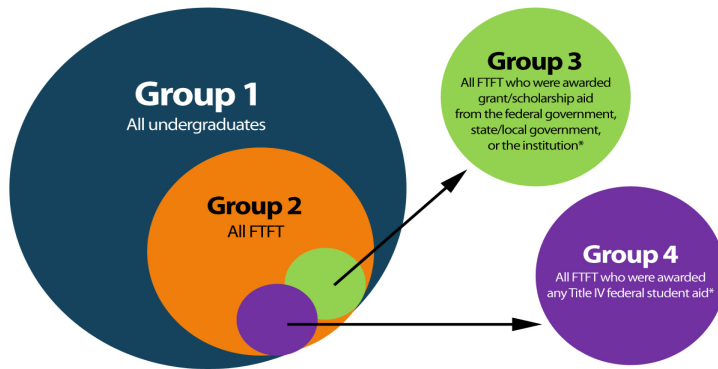 Group 1
All undergraduates
Group 2
All FTFT
Group 3
All FTFT who were awarded
grant/scholarship aid
from the federal government,
state/local government,
or the institution*
Group 4
All FTFT who were awarded
any Title IV federal student aid*